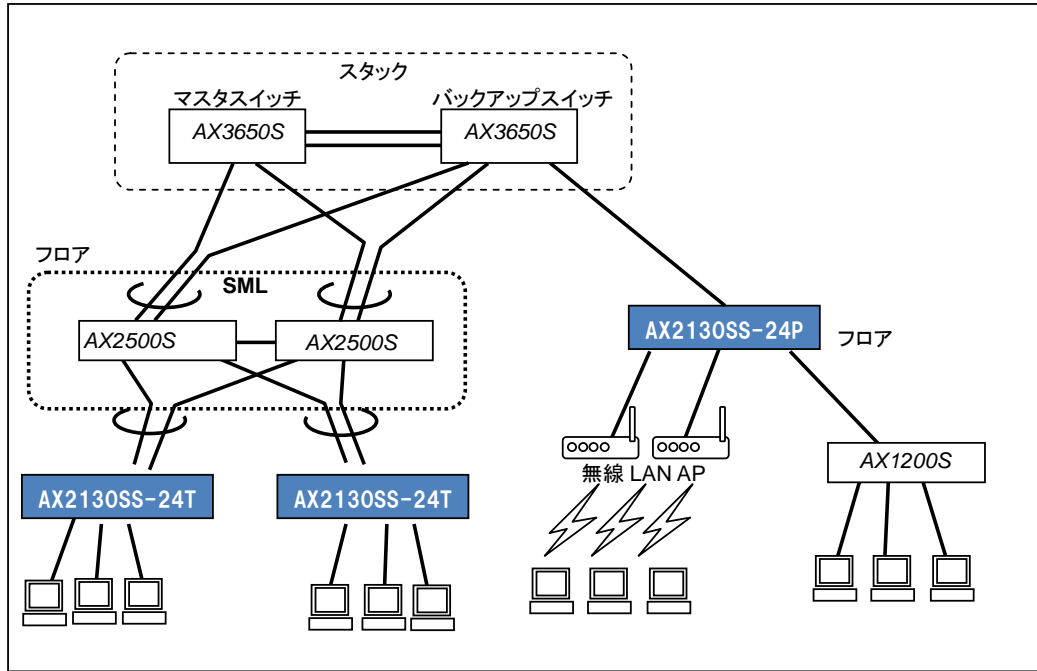 スタック
マスタスイッチ
バックアップスイッチ
AX3650S
AX3650S
フロア
SML
AX2500S
AX2500S
AX2130SS-24P
フロア
無線 LAN AP
AX1200S
AX2130SS-24T
AX2130SS-24T